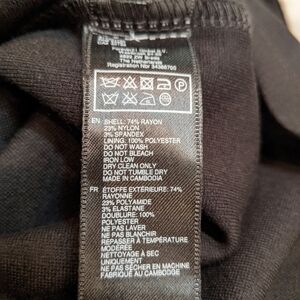 The Netherlands
EN SHELL: 74% RAYON
23% NYLON
3% SPANDEX
LINING: 100% POLYESTER
DO NOT WASH
DO NOT BLEACH
IRON LOW
DRY CLEAN ONLY
DO NOT TUMBLE DRY
MADE IN CAMBODIA
FR ÉTOFFE EXTÉRIEURE: 74%
RAYONNE
23% POLYAMIDE
3% ELASTANE
DOUBLURE: 100%
POLYESTER
NE PAS LAVER
NE PAS BLANCHIR
REPASSER À TEMPÉRATURE
MODÉRÉE
NETTOYAGE À SEC
UNIQUEMENT
NE PAS SÉCHER EN MACHINE
FABRIQUÉ AU CAMBODGE